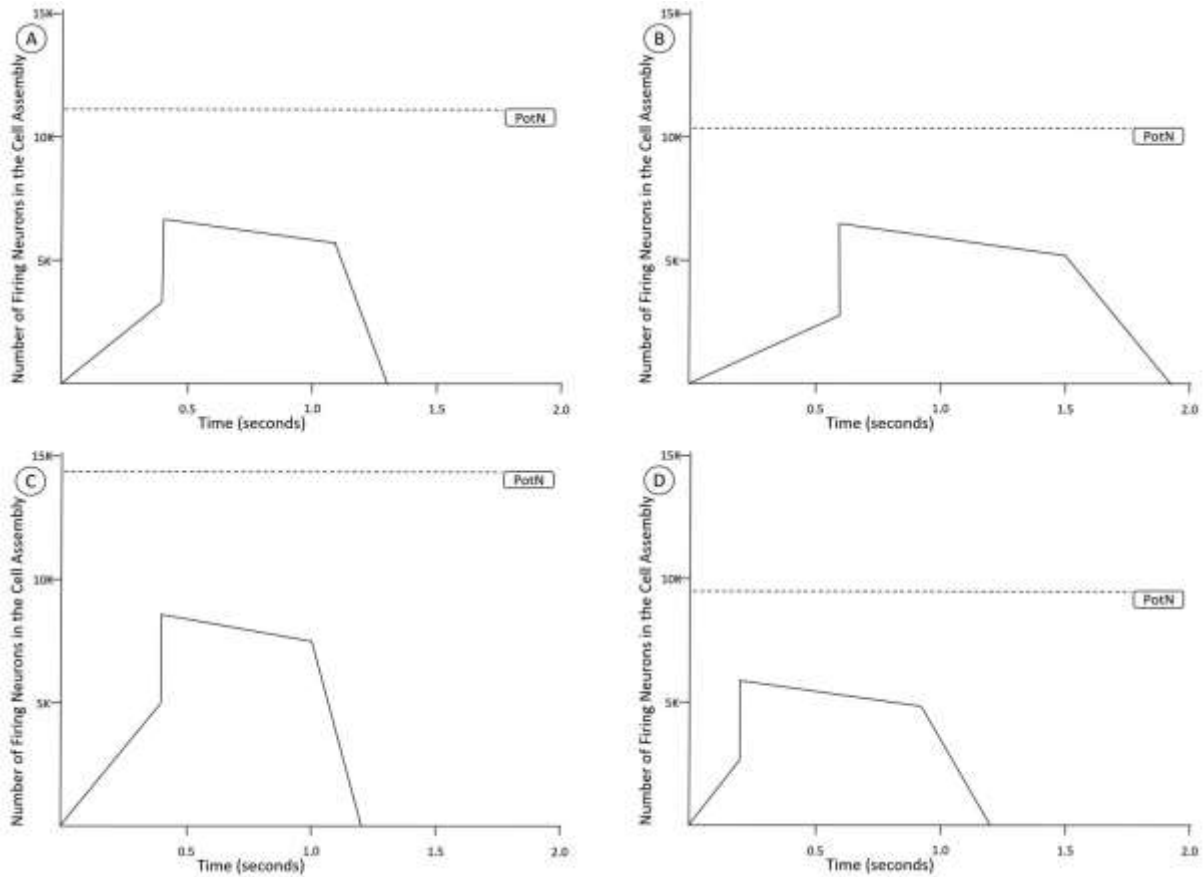 A
Number of Firing Neurons in the Cell Assembly
15K
10K
5K
PotN
0.5
1.0
1.5
2.0
Time (seconds)
B
Number of Firing Neurons in the Cell Assembly
15K
10K
5K
PotN
0.5
1.0
1.5
2.0
Time (seconds)
C
Number of Firing Neurons in the Cell Assembly
15K
10K
5K
PotN
0.5
1.0
1.5
2.0
Time (seconds)
D
Number of Firing Neurons in the Cell Assembly
15K
10K
5K
PotN
0.5
1.0
1.5
2.0
Time (seconds)